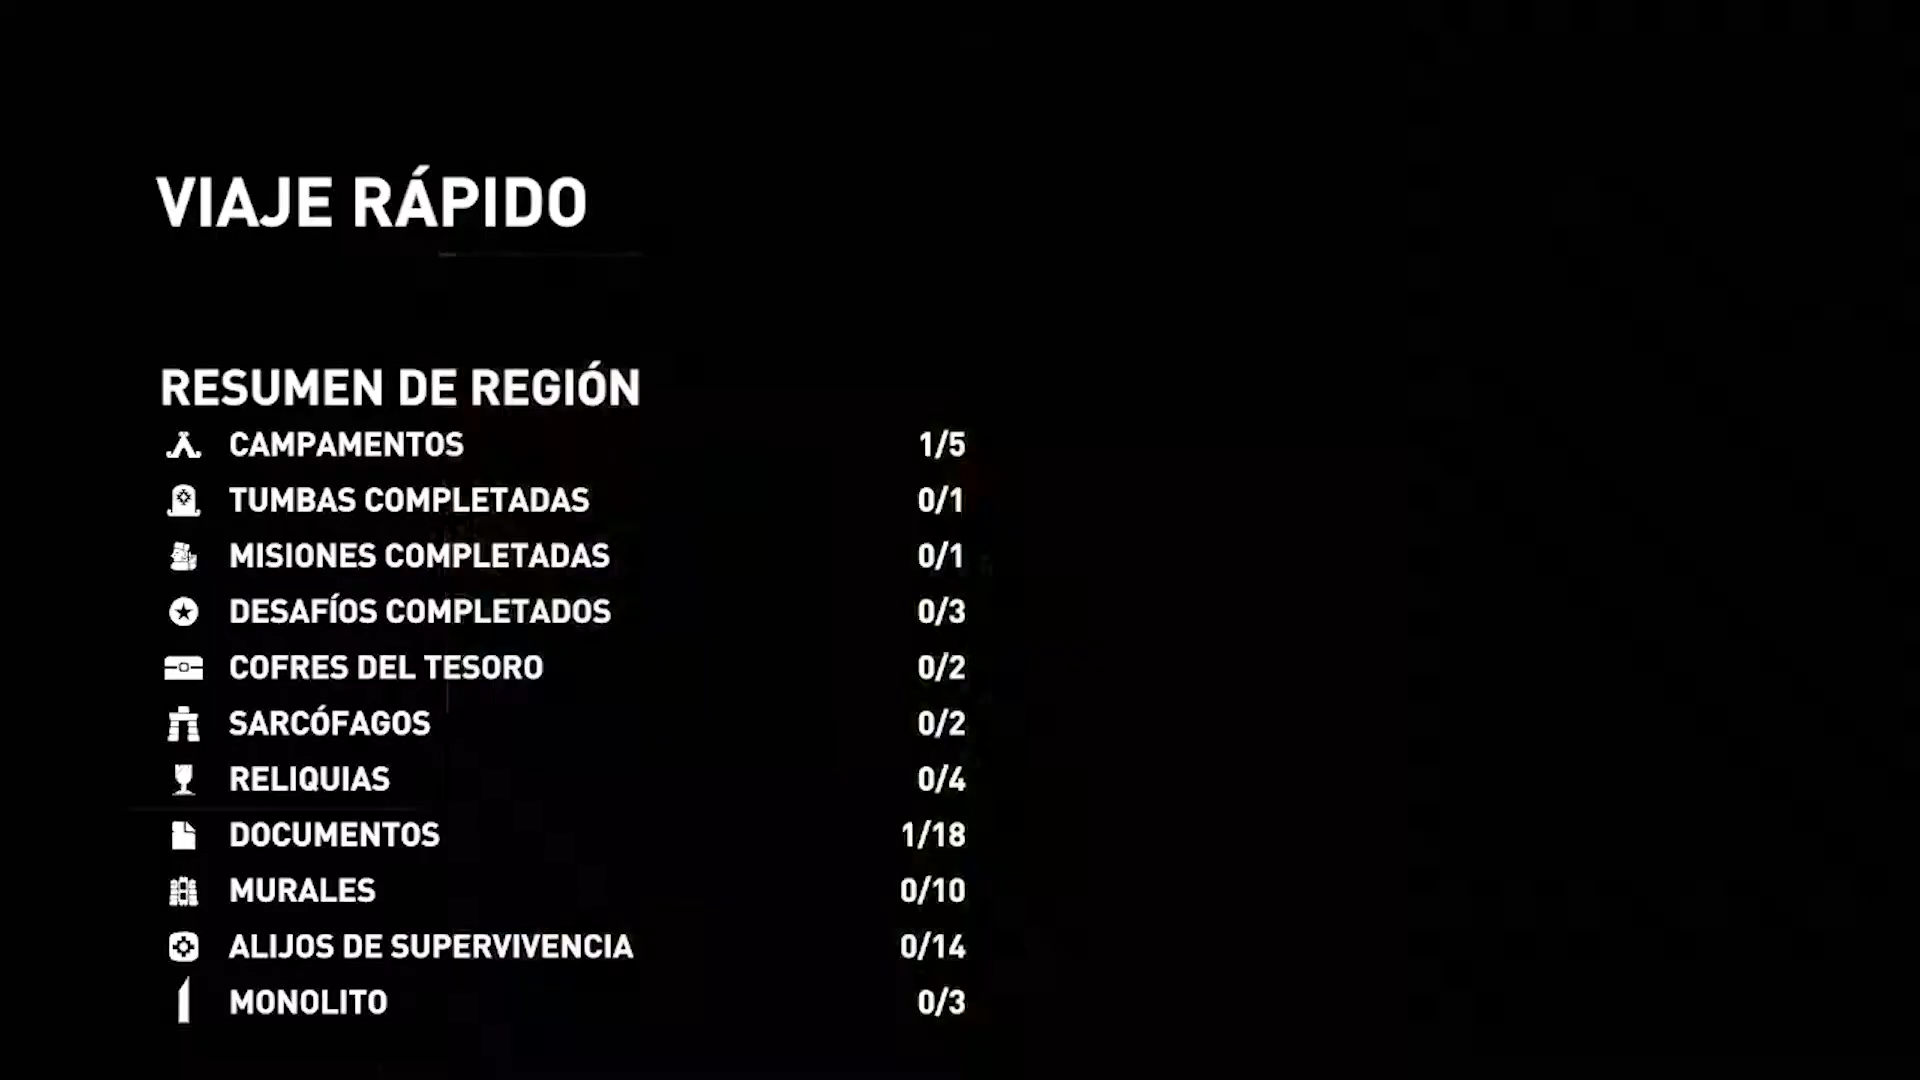 VIAJE RÁPIDO
RESUMEN DE REGIÓN
CAMPAMENTOS 1/5
TUMBAS COMPLETADAS 0/1
MISIONES COMPLETADAS 0/1
DESAFÍOS COMPLETADOS 0/3
COFRES DEL TESORO 0/2
SARCÓFAGOS 0/2
RELIQUIAS 0/4
DOCUMENTOS 1/18
MURALES 0/10
ALIJOS DE SUPERVIVENCIA 0/14
MONOLITO 0/3